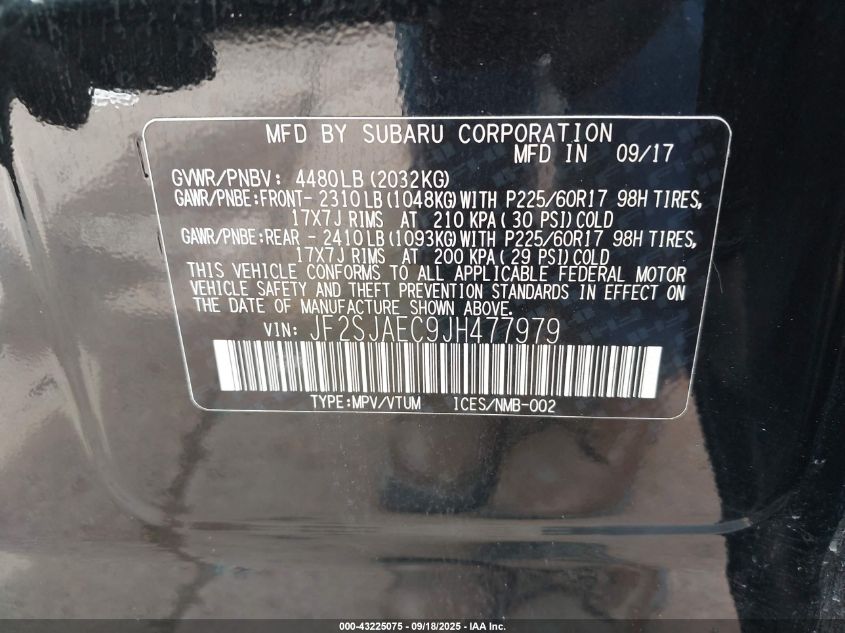 MFD BY SUBARU CORPORATION
MFD IN 09/17
GVWR/PNBV: 4480LB (2032KG)
GAWR/PNBE:FRONT- 2310LB (1048KG) WITH P225/60R17 98H TIRES,
17X7J RIMS AT 210 KPA (30 PSI) COLD
GAWR/PNBE:REAR - 2410LB (1093KG) WITH P225/60R17 98H TIRES,
17X7J RIMS AT 200 KPA (29 PSI) COLD
THIS VEHICLE CONFORMS TO ALL APPLICABLE FEDERAL MOTOR
VEHICLE SAFETY AND THEFT PREVENTION STANDARDS IN EFFECT ON
THE DATE OF MANUFACTURE SHOWN ABOVE.
VIN: JF2SJAEC9JH477979
TYPE:MPV/VTUM ICES/NMB-002
000-43225075 - 09/18/2025 - IAA Inc.